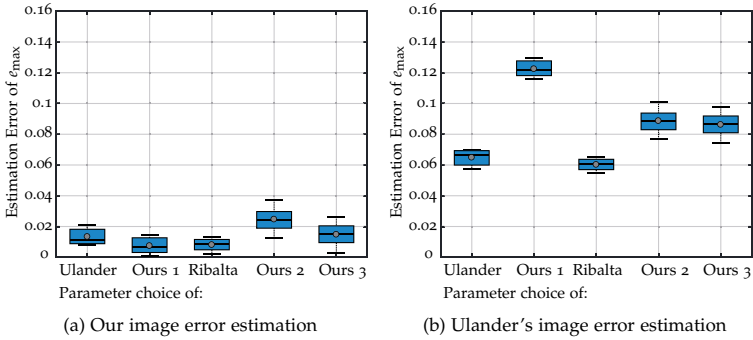 0.16
0.14
0.12
0.1
0.08
0.06
0.04
0.02
0
Estimation Error of e_max
Ulander Ours 1 Ribalta Ours 2 Ours 3
Parameter choice of:
(a) Our image error estimation
0.16
0.14
0.12
0.1
0.08
0.06
0.04
0.02
0
Estimation Error of e_max
Ulander Ours 1 Ribalta Ours 2 Ours 3
Parameter choice of:
(b) Ulander's image error estimation